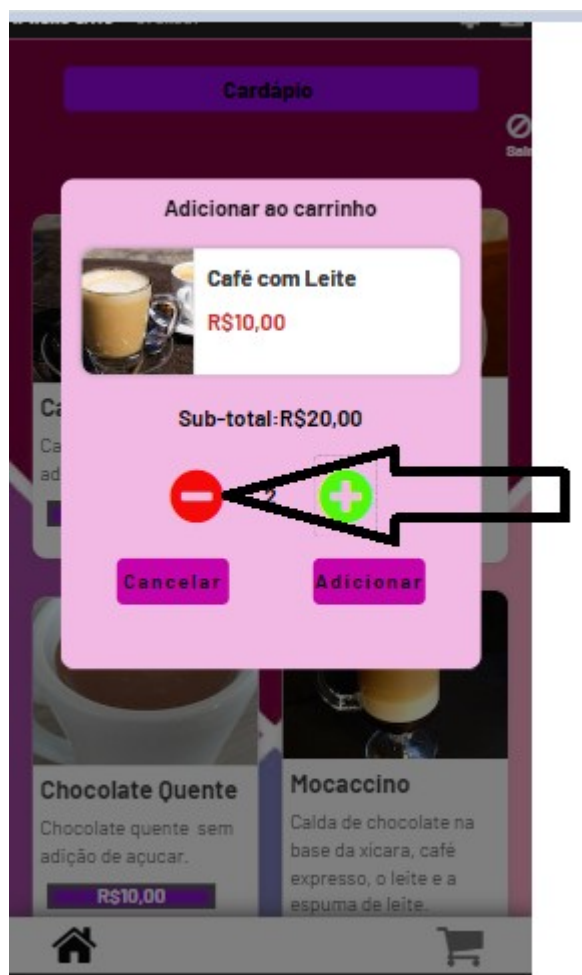 Cardápio
Adicionar ao carrinho
Café com Leite
R$10,00
Sub-total:R$20,00
2
Cancelar
Adicionar
Chocolate Quente
Chocolate quente sem
adição de açucar.
R$10,00
Mocaccino
Calda de chocolate na
base da xícara, café
expresso, o leite e a
espuma de leite.